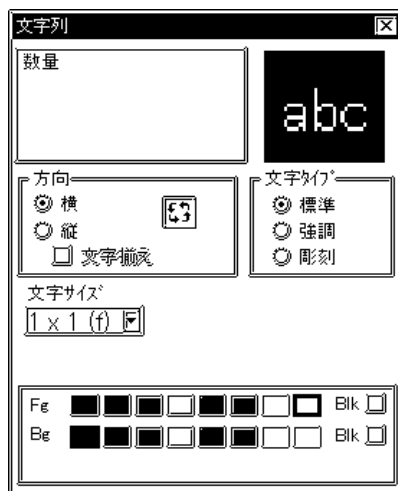 文字列
数量
abc
方向
横
縦
文字揃え
文字ﾀｲﾌﾟ
標準
強調
彫刻
文字ｻｲｽﾞ
1 x 1 (f)
Fg Blk
Bg Blk